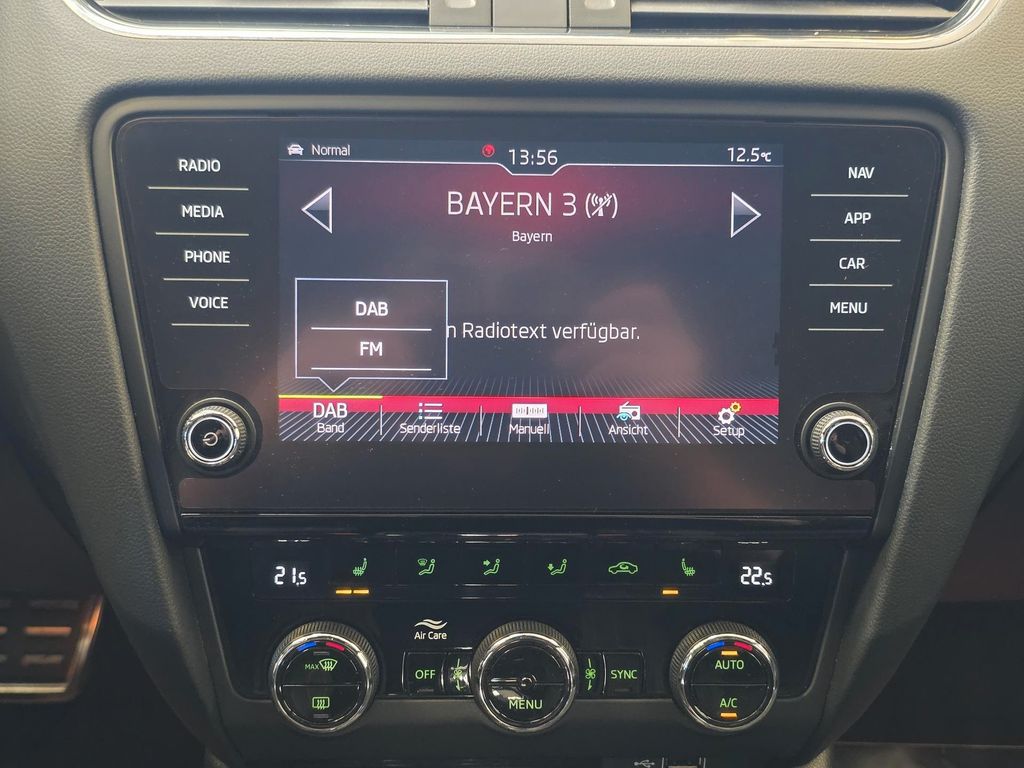 Normal
13:56
12.5°C
RADIO
MEDIA
PHONE
VOICE
NAV
APP
CAR
MENU
BAYERN 3
Bayern
DAB
FM
n Radiotext verfügbar.
DAB
Band
Senderliste
Manuell
Ansicht
Setup
21.5
22.5
Air Care
MAX
OFF
MENU
SYNC
AUTO
A/C